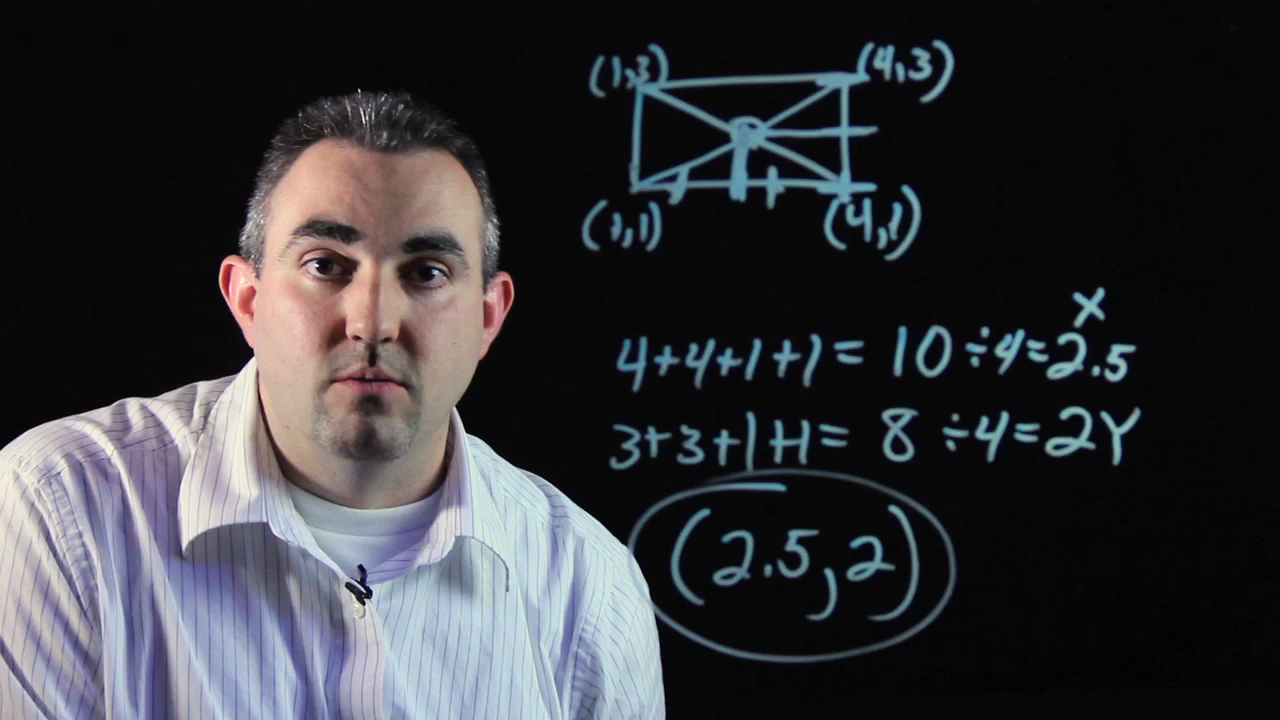 (1,3) (4,3)
(1,1) (4,1)
X
4+4+1+1= 10 ÷4=2.5
3+3+1+1= 8 ÷4=2Y
(2.5,2)